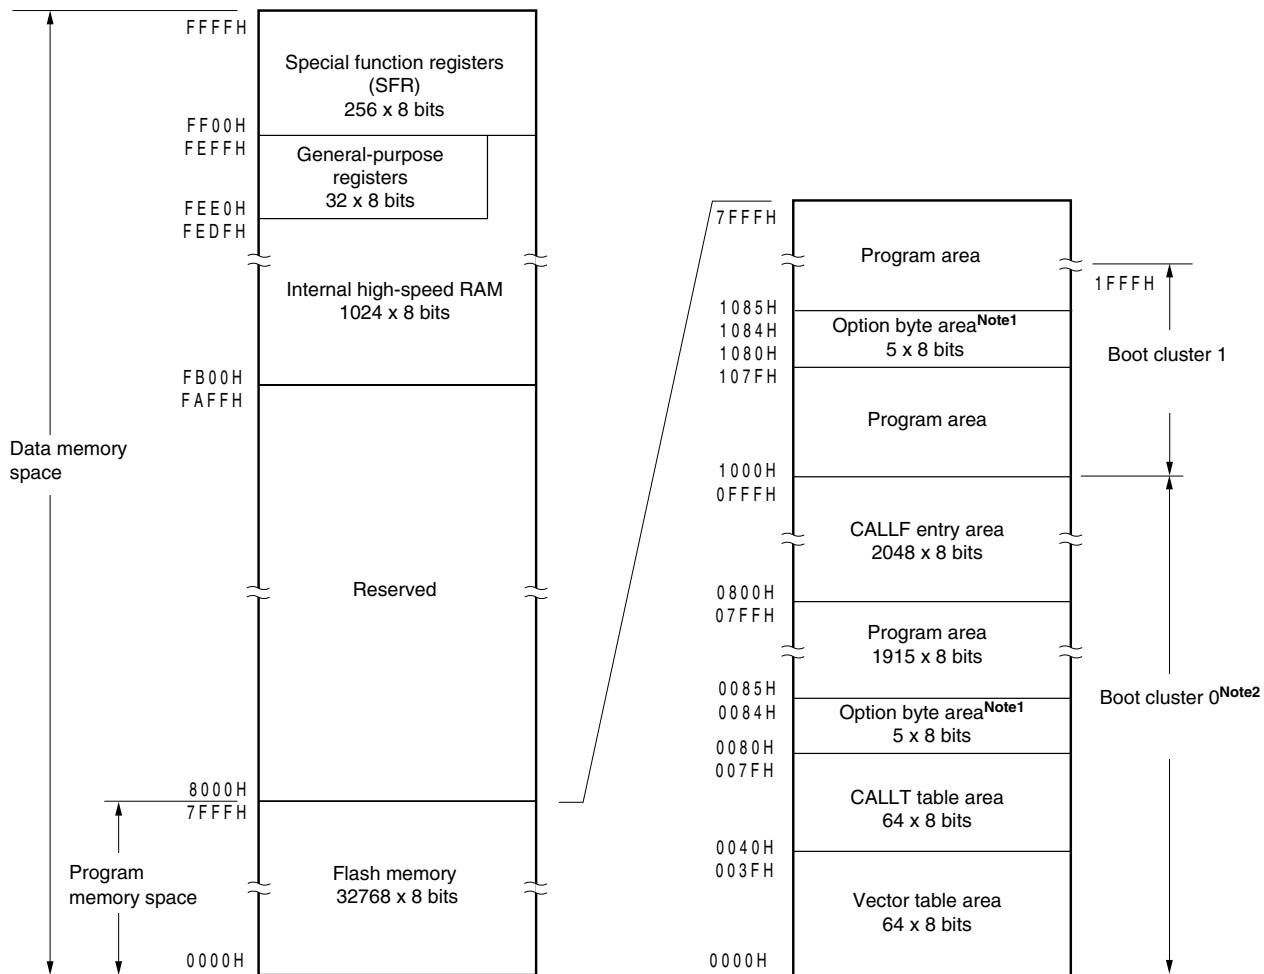 FFFFH
Special function registers
(SFR)
256 x 8 bits
FF00H
FEFFH
General-purpose
registers
32 x 8 bits
FEE0H
FEDFH
Internal high-speed RAM
1024 x 8 bits
FB00H
FAFFH
Data memory
space
Reserved
8000H
7FFFH
Program
memory space
Flash memory
32768 x 8 bits
0000H
7FFFH
Program area
1FFFH
1085H
1084H
Option byte areaNote1
5 x 8 bits
1080H
107FH
Boot cluster 1
Program area
1000H
0FFFH
CALLF entry area
2048 x 8 bits
0800H
07FFH
Program area
1915 x 8 bits
0085H
0084H
Option byte areaNote1
5 x 8 bits
Boot cluster 0Note2
0080H
007FH
CALLT table area
64 x 8 bits
0040H
003FH
Vector table area
64 x 8 bits
0000H